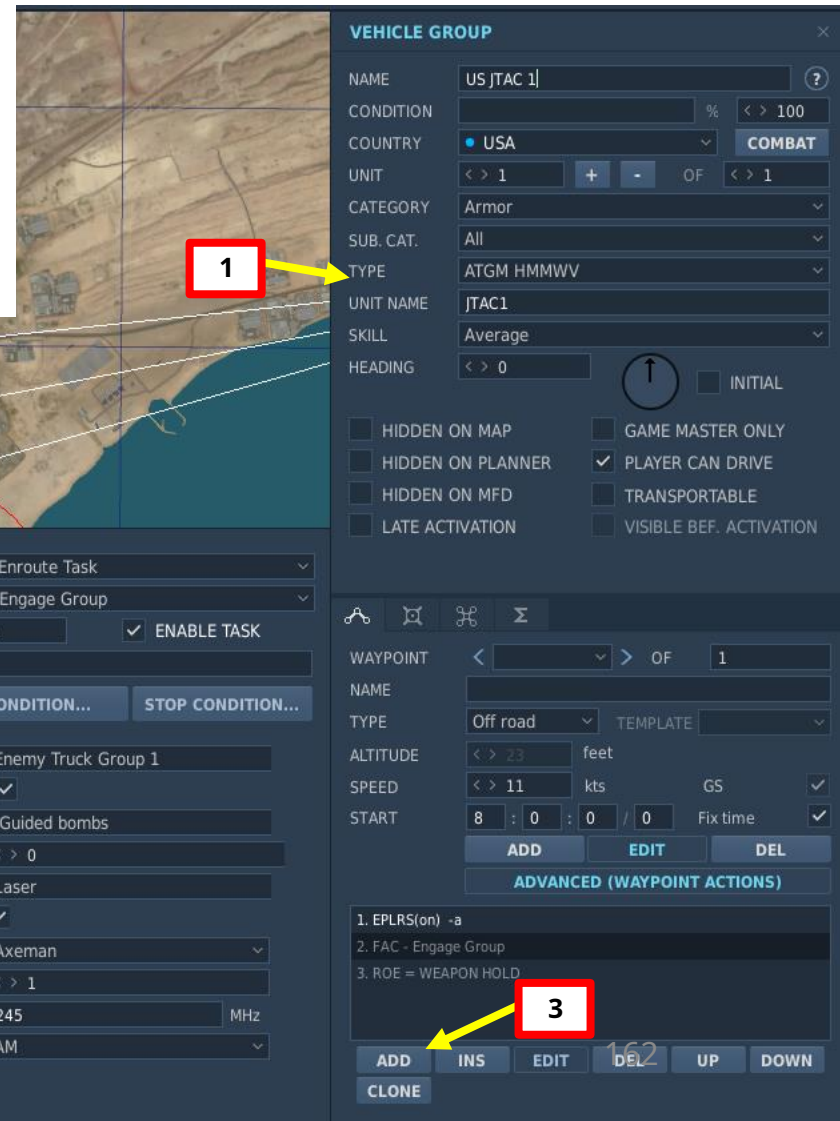 VEHICLE GROUP
NAME US JTAC 1 ?
CONDITION % < > 100
COUNTRY USA COMBAT
UNIT < > 1 + - OF < > 1
CATEGORY Armor
SUB. CAT. All
1 TYPE ATGM HMMWV
UNIT NAME JTAC1
SKILL Average
HEADING < > 0 INITIAL
HIDDEN ON MAP GAME MASTER ONLY
HIDDEN ON PLANNER PLAYER CAN DRIVE
HIDDEN ON MFD TRANSPORTABLE
LATE ACTIVATION VISIBLE BEF. ACTIVATION
Enroute Task
Engage Group
ENABLE TASK
ONDITION... STOP CONDITION...
Enemy Truck Group 1
Guided bombs
> 0
Laser
Axeman
> 1
245 MHz
AM
Σ
WAYPOINT < > OF 1
NAME
TYPE Off road TEMPLATE
ALTITUDE < > 23 feet
SPEED < > 11 kts GS
START 8 : 0 : 0 / 0 Fix time
ADD EDIT DEL
ADVANCED (WAYPOINT ACTIONS)
1. EPLRS(on) -a
2. FAC - Engage Group
3. ROE = WEAPON HOLD
3
ADD INS EDIT DEL UP DOWN
162
CLONE